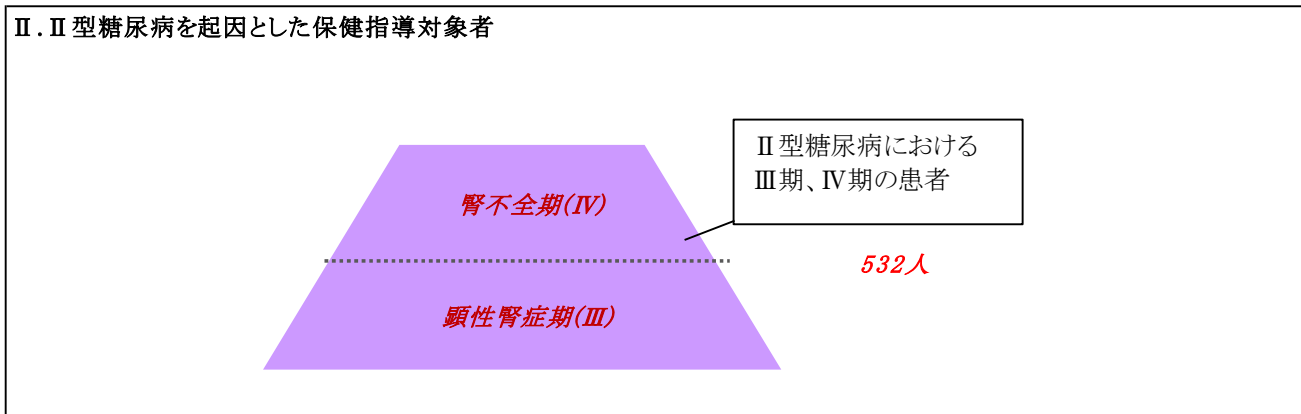 Ⅱ.Ⅱ型糖尿病を起因とした保健指導対象者
Ⅱ型糖尿病における
Ⅲ期、Ⅳ期の患者
腎不全期(Ⅳ)
532人
顕性腎症期(Ⅲ)